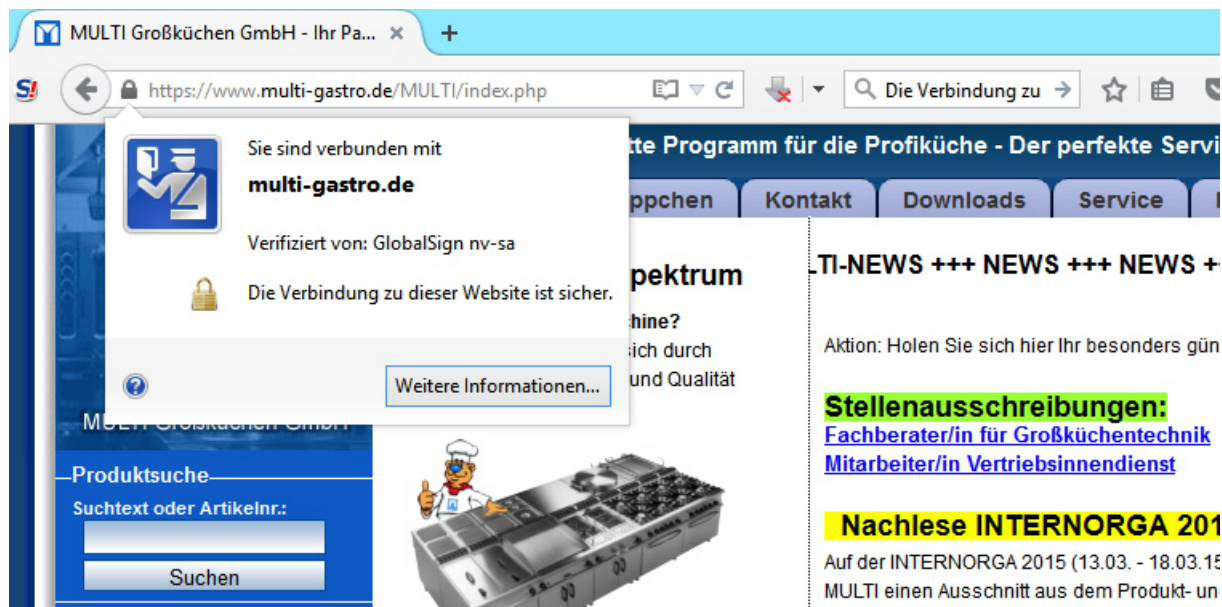 MULTI Großküchen GmbH - Ihr Pa...
S!
https://www.multi-gastro.de/MULTI/index.php
Die Verbindung zu
Sie sind verbunden mit
multi-gastro.de
Verifiziert von: GlobalSign nv-sa
Die Verbindung zu dieser Website ist sicher.
Weitere Informationen...
tte Programm für die Profiküche - Der perfekte Servi
ppchen Kontakt Downloads Service
pektrum
hine?
ich durch
und Qualität
MULTI Großküchen GmbH
Produktsuche
Suchtext oder Artikelnr.:
Suchen
LTI-NEWS +++ NEWS +++ NEWS +
Aktion: Holen Sie sich hier Ihr besonders gün
Stellenausschreibungen:
Fachberater/in für Großküchentechnik
Mitarbeiter/in Vertriebsinnendienst
Nachlese INTERNORGA 201
Auf der INTERNORGA 2015 (13.03. - 18.03.15
MULTI einen Ausschnitt aus dem Produkt- un